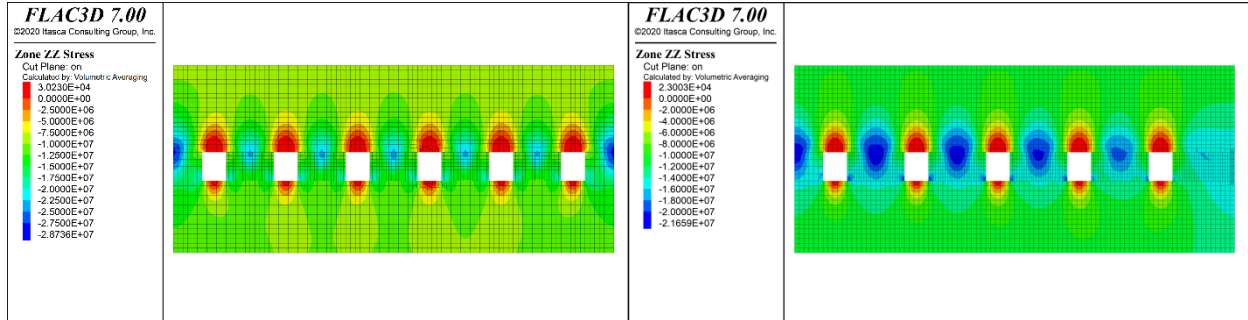 FLAC3D 7.00
©2020 Itasca Consulting Group, Inc.
Zone ZZ Stress
Cut Plane: on
Calculated by: Volumetric Averaging
3.0230E+04
0.0000E+00
-2.5000E+06
-5.0000E+06
-7.5000E+06
-1.0000E+07
-1.2500E+07
-1.5000E+07
-1.7500E+07
-2.0000E+07
-2.2500E+07
-2.5000E+07
-2.7500E+07
-2.8736E+07
FLAC3D 7.00
©2020 Itasca Consulting Group, Inc.
Zone ZZ Stress
Cut Plane: on
Calculated by: Volumetric Averaging
2.3003E+04
0.0000E+00
-2.0000E+06
-4.0000E+06
-6.0000E+06
-8.0000E+06
-1.0000E+07
-1.2000E+07
-1.4000E+07
-1.6000E+07
-1.8000E+07
-2.0000E+07
-2.1659E+07